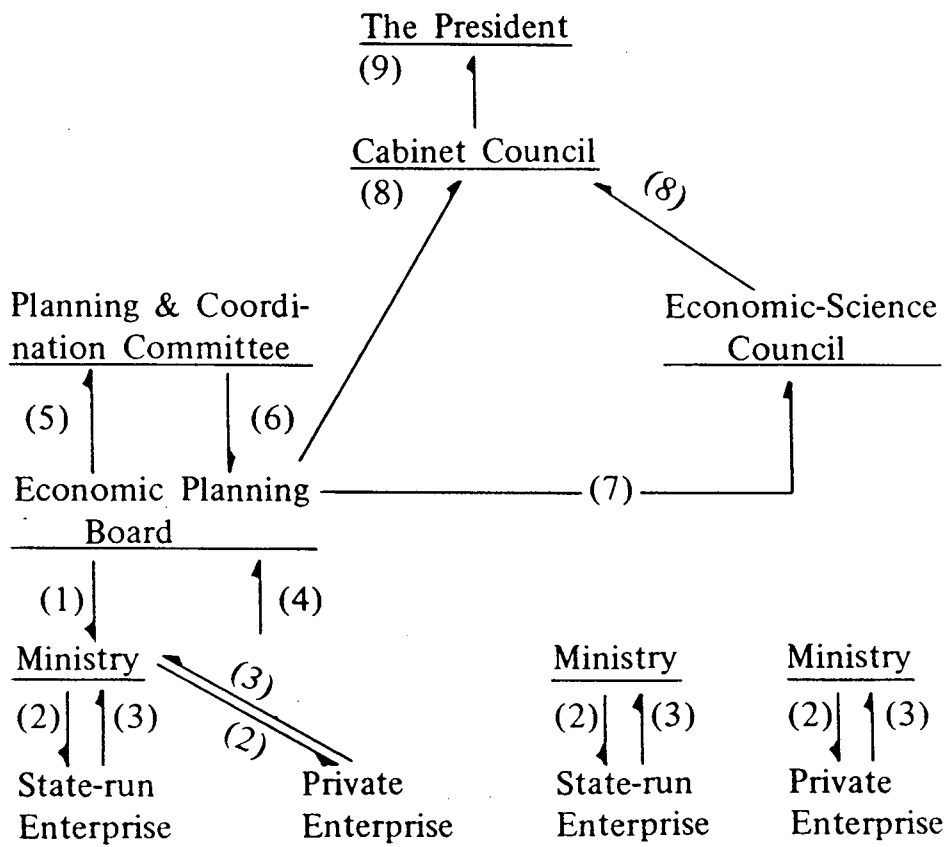 The President
(9)
Cabinet Council
(8)
(8)
Planning & Coordi-
nation Committee
Economic-Science
Council
(5)
(6)
Economic Planning
Board
(7)
(1)
(4)
Ministry
(3)
(2)
Ministry
Ministry
(2)
(3)
(2)
(3)
(2)
(3)
State-run
Enterprise
Private
Enterprise
State-run
Enterprise
Private
Enterprise